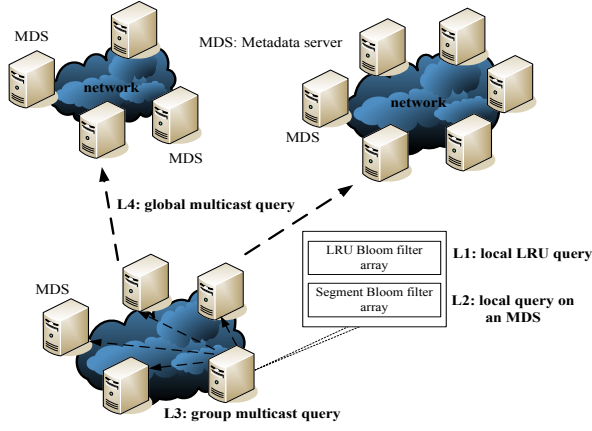 MDS
MDS: Metadata server
network
network
MDS
MDS
L4: global multicast query
LRU Bloom filter
array
L1: local LRU query
Segment Bloom filter
array
L2: local query on
an MDS
MDS
L3: group multicast query